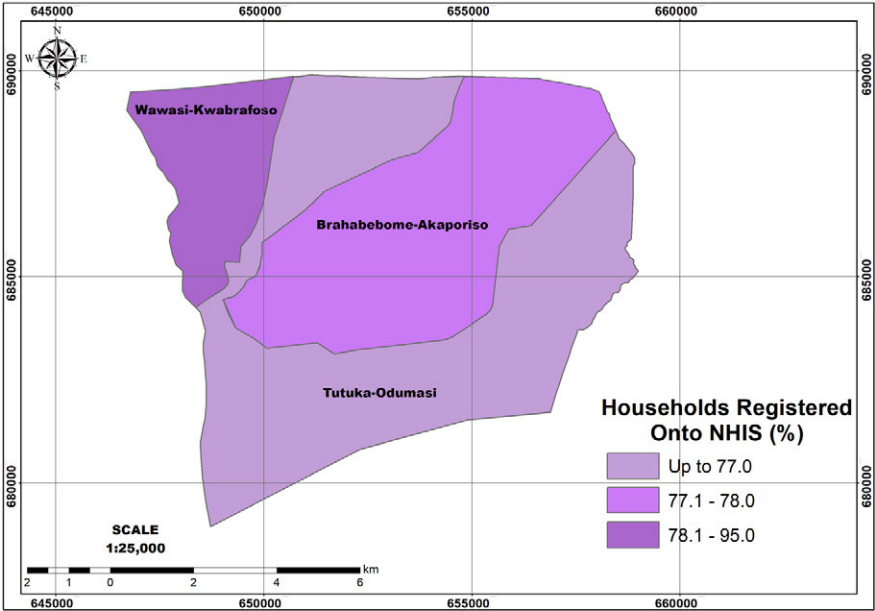 645000 650000 655000 660000
N
W E
S
690000 690000
Wawasi-Kwabrafoso
Brahabebome-Akaporiso
685000 685000
Tutuka-Odumasi
Households Registered
Onto NHIS (%)
Up to 77.0
77.1 - 78.0
78.1 - 95.0
680000 680000
SCALE
1:25,000
km
2 1 0 2 4 6
645000 650000 655000 660000